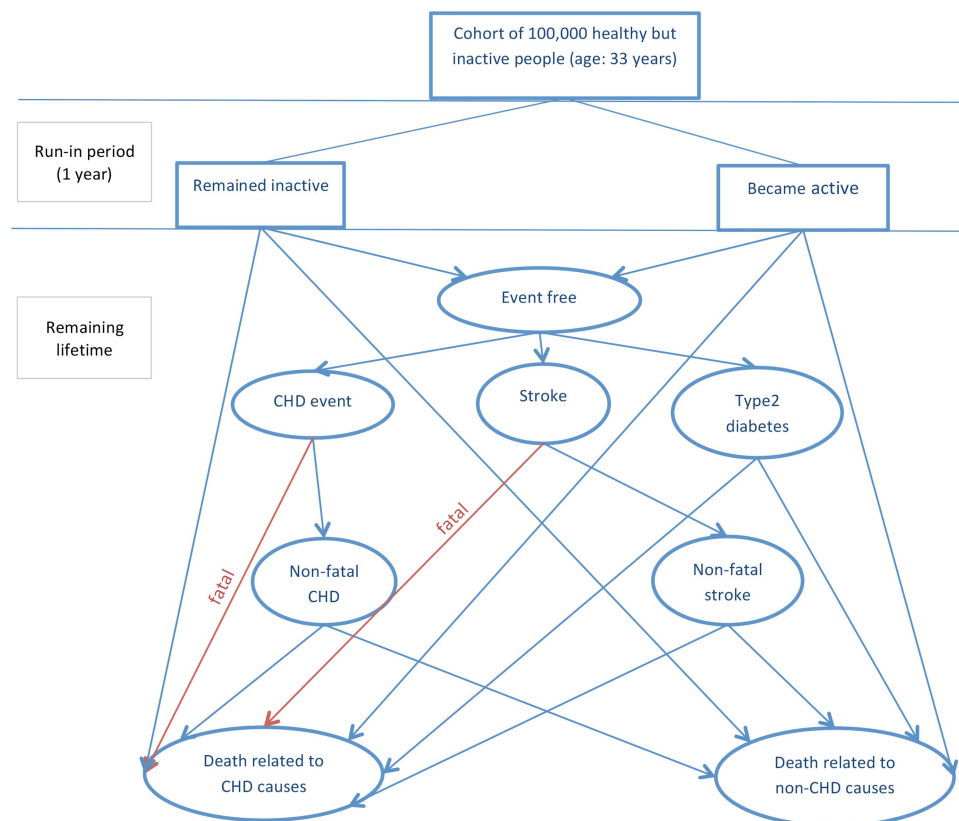 Cohort of 100,000 healthy but
inactive people (age: 33 years)
Run-in period
(1 year)
Remained inactive
Became active
Event free
Remaining
lifetime
CHD event
Stroke
Type2
diabetes
fatal
fatal
Non-fatal
CHD
Non-fatal
stroke
Death related to
CHD causes
Death related to
non-CHD causes